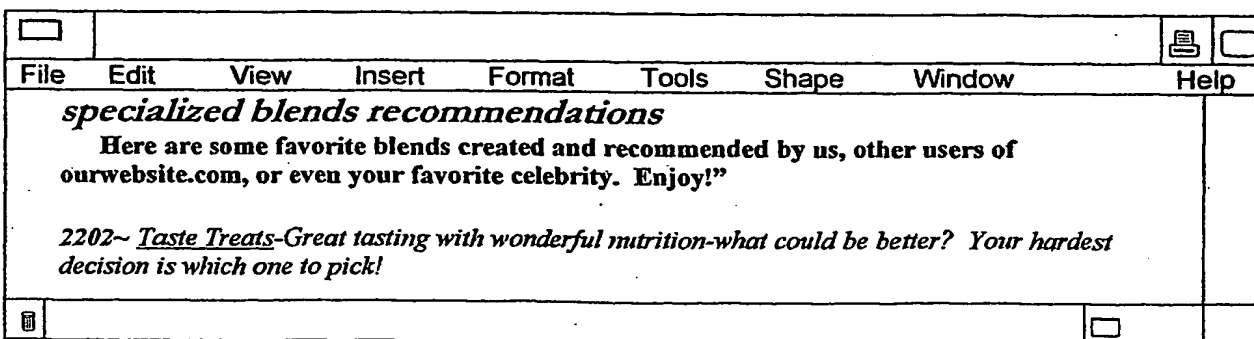 File Edit View Insert Format Tools Shape Window Help
specialized blends recommendations
Here are some favorite blends created and recommended by us, other users of
ourwebsite.com, or even your favorite celebrity. Enjoy!”
2202~ Taste Treats-Great tasting with wonderful nutrition-what could be better? Your hardest
decision is which one to pick!